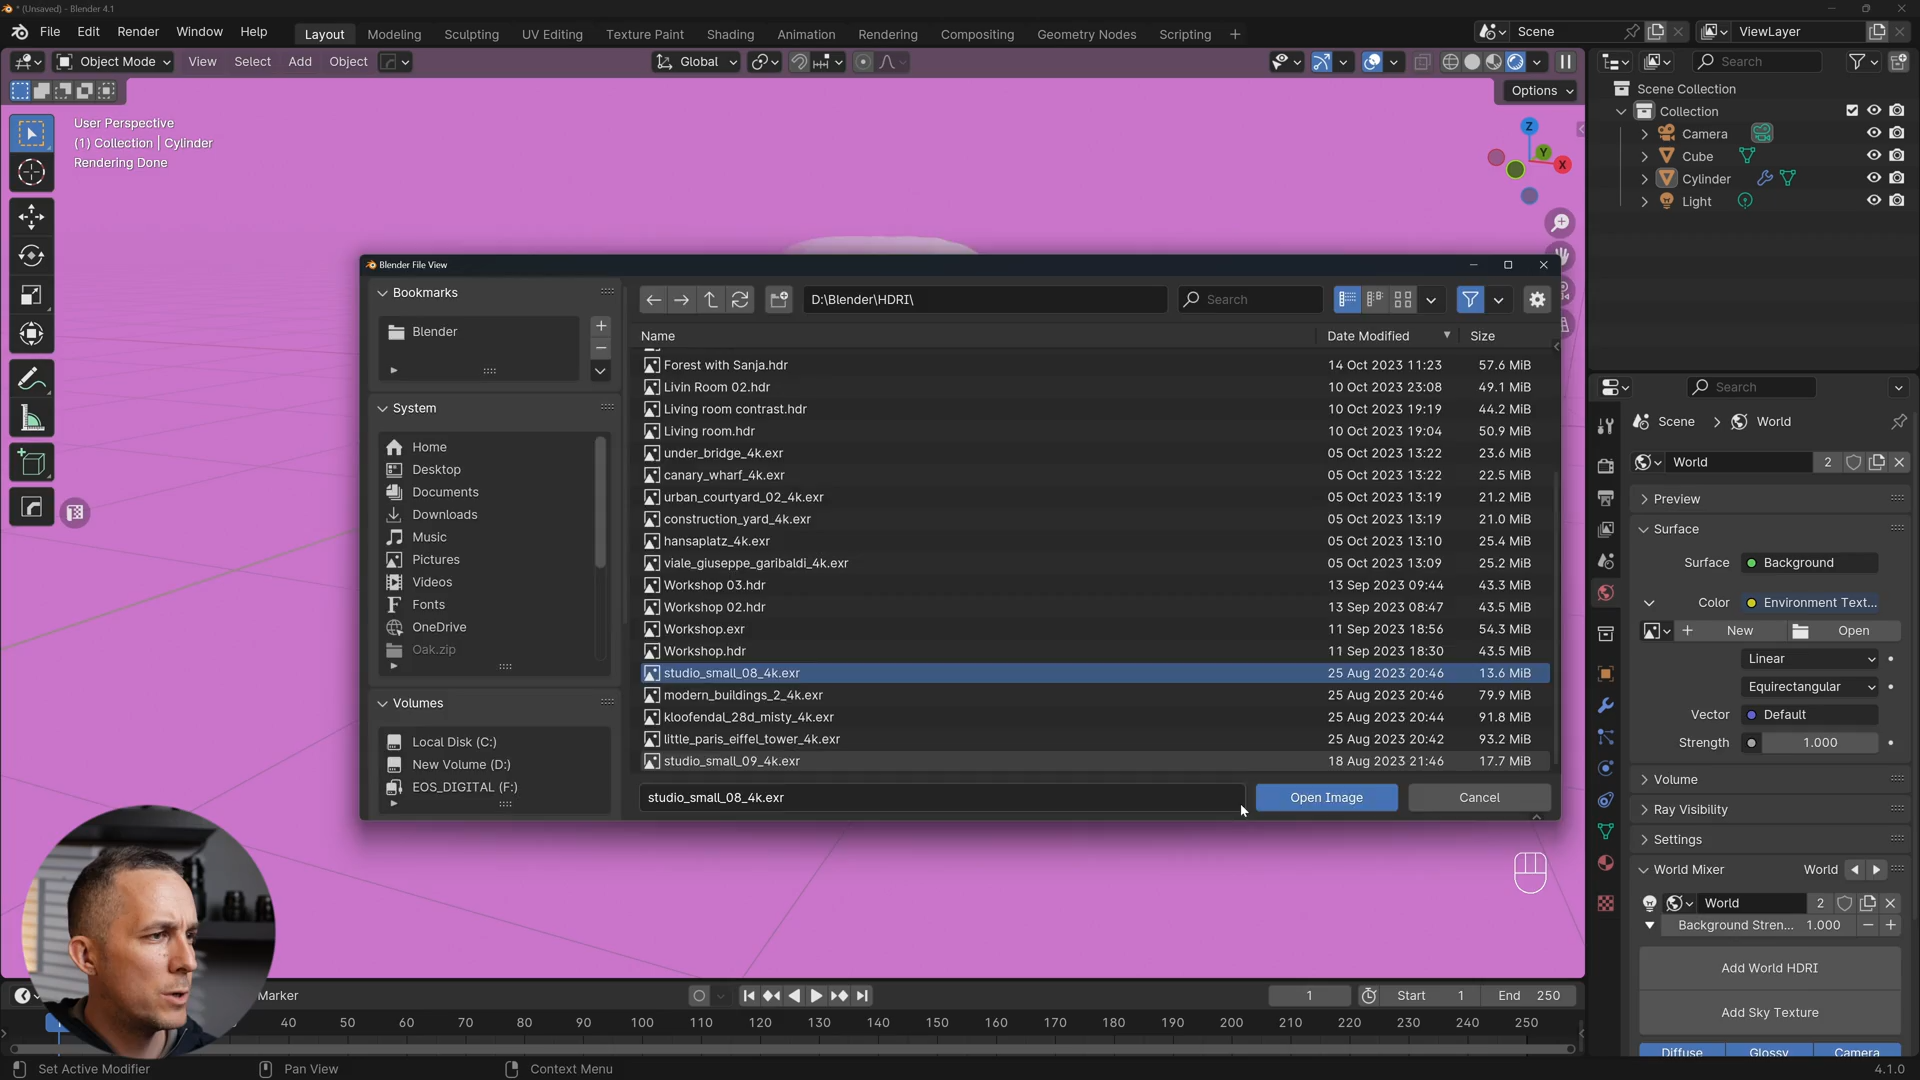 * (Unsaved) - Blender 4.1
File Edit Render Window Help Layout Modeling Sculpting UV Editing Texture Paint Shading Animation Rendering Compositing Geometry Nodes Scripting + Scene ViewLayer
Object Mode View Select Add Object Global Search
Options
User Perspective
(1) Collection | Cylinder
Rendering Done
Z
Y
X
Scene Collection
Collection
Camera
Cube
Cylinder
Light
Blender File View
Bookmarks
Blender
System
Home
Desktop
Documents
Downloads
Music
Pictures
Videos
Fonts
OneDrive
Oak.zip
Volumes
Local Disk (C:)
New Volume (D:)
EOS_DIGITAL (F:)
D:\Blender\HDRI\ Search
Name Date Modified Size
Forest with Sanja.hdr 14 Oct 2023 11:23 57.6 MiB
Livin Room 02.hdr 10 Oct 2023 23:08 49.1 MiB
Living room contrast.hdr 10 Oct 2023 19:19 44.2 MiB
Living room.hdr 10 Oct 2023 19:04 50.9 MiB
under_bridge_4k.exr 05 Oct 2023 13:22 23.6 MiB
canary_wharf_4k.exr 05 Oct 2023 13:22 22.5 MiB
urban_courtyard_02_4k.exr 05 Oct 2023 13:19 21.2 MiB
construction_yard_4k.exr 05 Oct 2023 13:19 21.0 MiB
hansaplatz_4k.exr 05 Oct 2023 13:10 25.4 MiB
viale_giuseppe_garibaldi_4k.exr 05 Oct 2023 13:09 25.2 MiB
Workshop 03.hdr 13 Sep 2023 09:44 43.3 MiB
Workshop 02.hdr 13 Sep 2023 08:47 43.5 MiB
Workshop.exr 11 Sep 2023 18:56 54.3 MiB
Workshop.hdr 11 Sep 2023 18:30 43.5 MiB
studio_small_08_4k.exr 25 Aug 2023 20:46 13.6 MiB
modern_buildings_2_4k.exr 25 Aug 2023 20:46 79.9 MiB
kloofendal_28d_misty_4k.exr 25 Aug 2023 20:44 91.8 MiB
little_paris_eiffel_tower_4k.exr 25 Aug 2023 20:42 93.2 MiB
studio_small_09_4k.exr 18 Aug 2023 21:46 17.7 MiB
studio_small_08_4k.exr Open Image Cancel
Search
Scene > World
World 2
Preview
Surface
Surface Background
Color Environment Text...
New Open
Linear
Equirectangular
Vector Default
Strength 1.000
Volume
Ray Visibility
Settings
World Mixer World
World 2
Background Stren... 1.000
Add World HDRI
Add Sky Texture
Diffuse Glossy Camera
Marker 1 Start 1 End 250
40 50 60 70 80 90 100 110 120 130 140 150 160 170 180 190 200 210 220 230 240 250
Set Active Modifier Pan View Context Menu 4.1.0